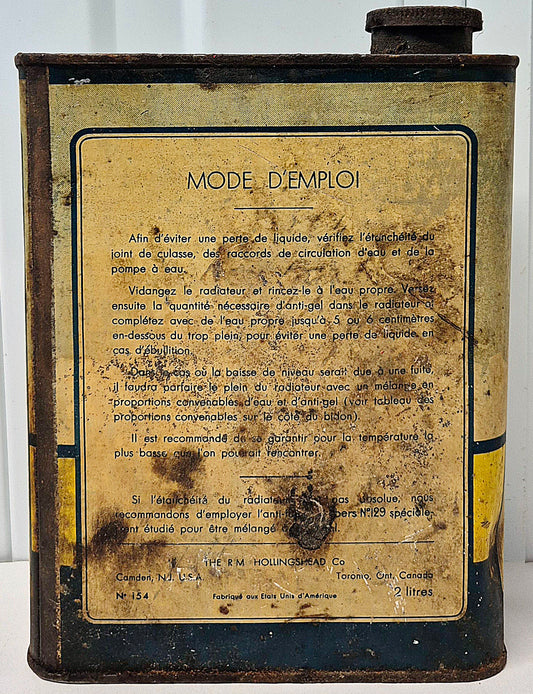 MODE D'EMPLOI
Afin d'éviter une perte de liquide, vérifiez l'étanchéité du
joint de culasse, des raccords de circulation d'eau et de la
pompe à eau.
Vidangez le radiateur et rincez-le à l'eau propre. Versez
ensuite la quantité nécessaire d'anti-gel dans le radiateur et
complétez avec de l'eau propre jusqu'à 5 ou 6 centimètres
en-dessous du trop plein, pour éviter une perte de liquide en
cas d'ébullition.
Dans le cas où la baisse de niveau serait due à une fuite,
il faudra parfaire le plein du radiateur avec un mélange en
proportions convenables d'eau et d'anti-gel (voir tableau des
proportions convenables sur le côté du bidon).
Il est recommandé de se garantir pour la température la
plus basse que l'on pourait rencontrer.
Si l'étanchéité du radiateur pas absolue, nous
recommandons d'employer N° 29 spéciale-
ment étudié pour être mélangé
THE R·M HOLLINGSHEAD Co
Camden, N.J. U.S.A. Toronto, Ont. Canada
N° 154 Fabriqué aux Etats Unis d'Amérique 2 litres